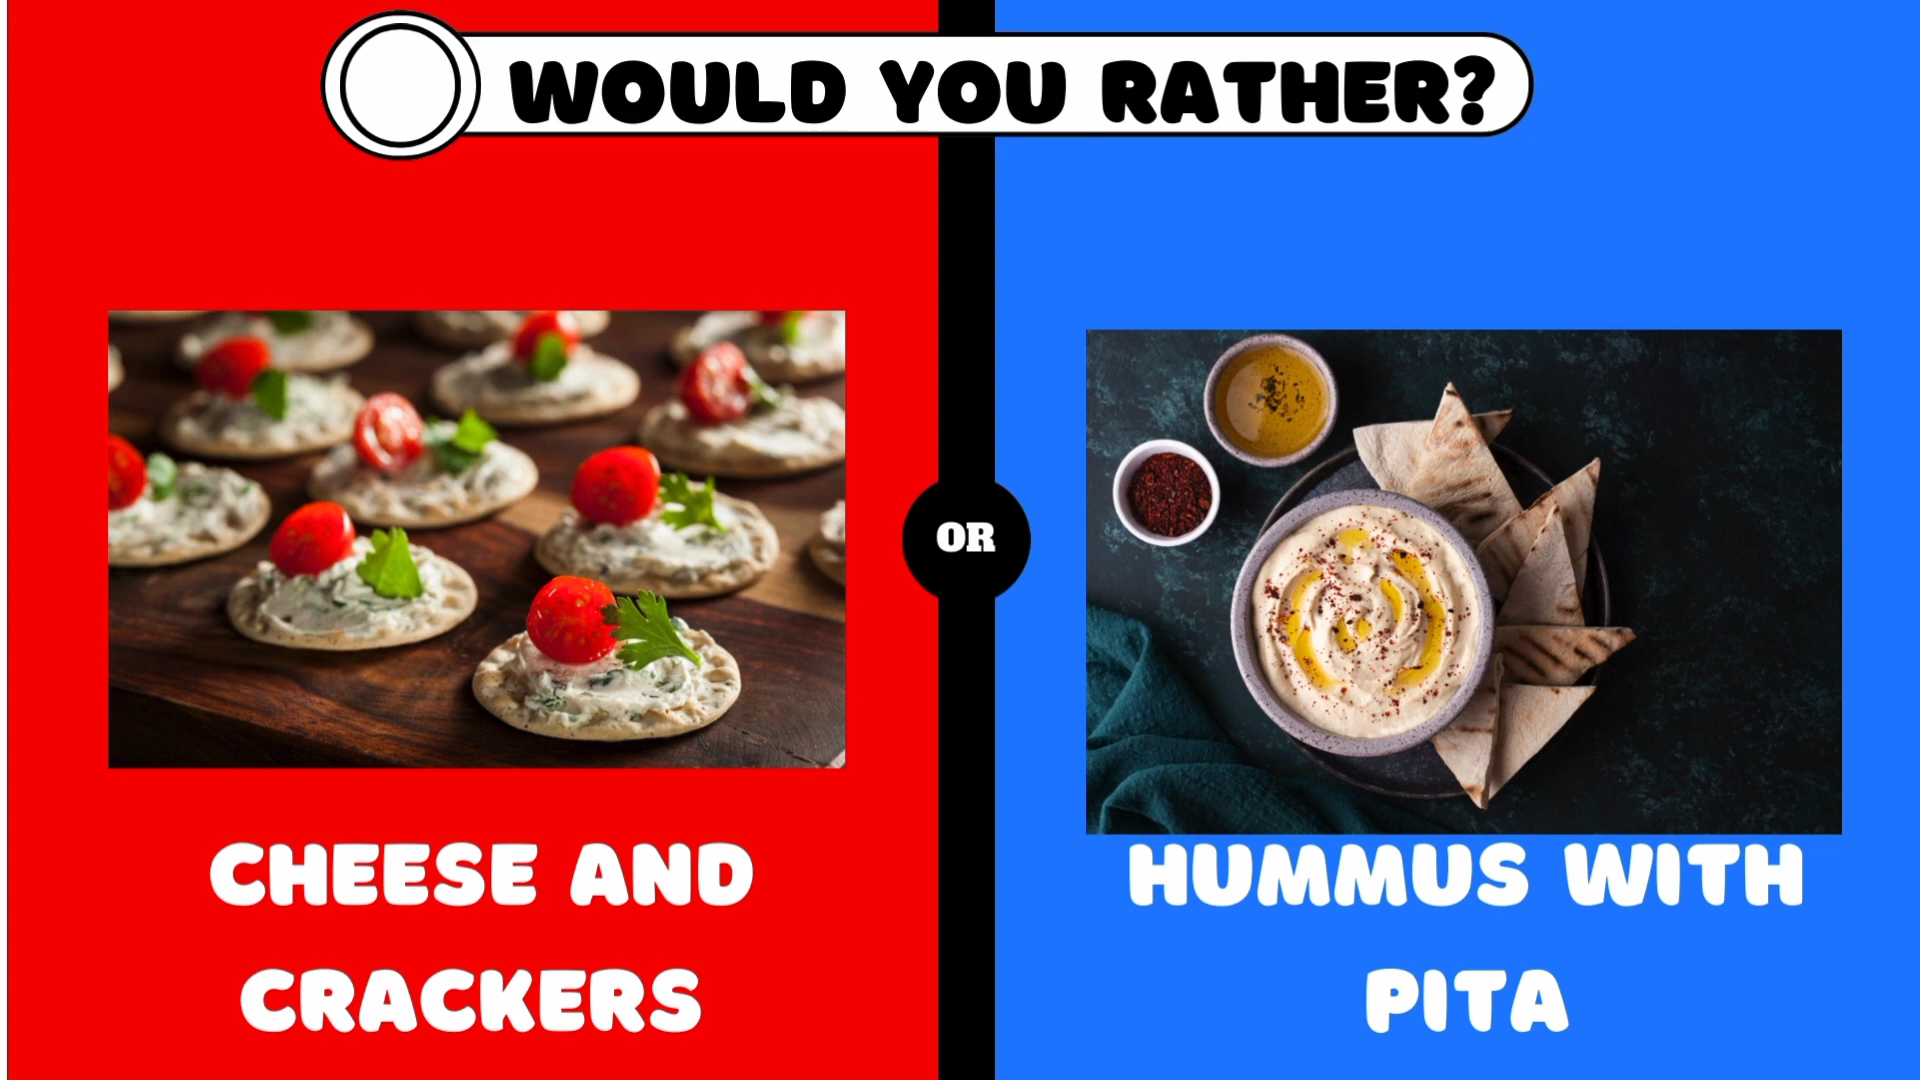 WOULD YOU RATHER?
OR
CHEESE AND
CRACKERS
HUMMUS WITH
PITA